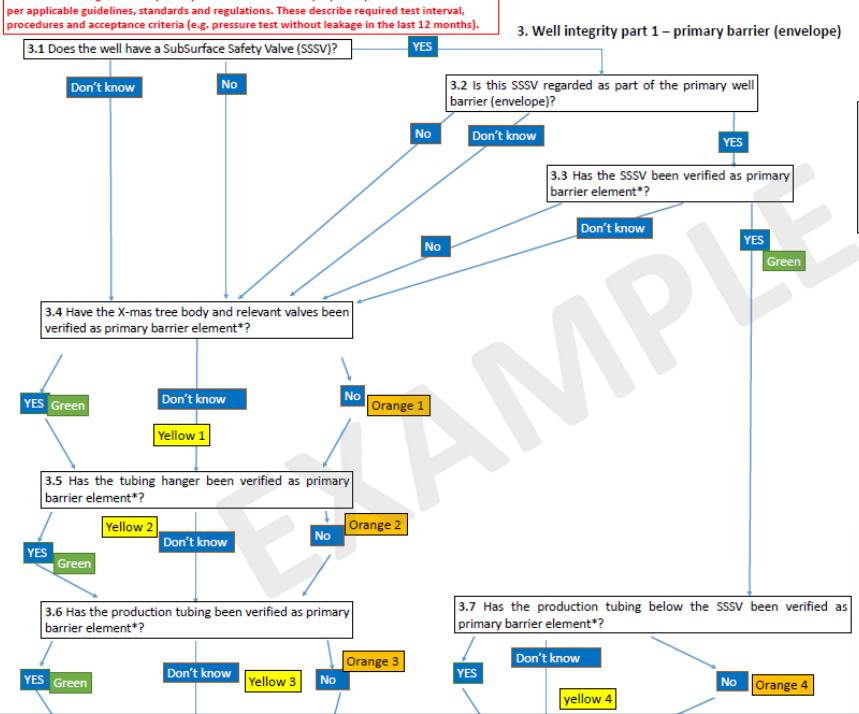 per applicable guidelines, standards and regulations. These describe required test interval,
procedures and acceptance criteria (e.g. pressure test without leakage in the last 12 months).
3. Well integrity part 1 – primary barrier (envelope)
3.1 Does the well have a SubSurface Safety Valve (SSSV)?
YES
Don't know
No
3.2 Is this SSSV regarded as part of the primary well
barrier (envelope)?
No
Don't know
YES
3.3 Has the SSSV been verified as primary
barrier element*?
No
Don't know
YES
Green
3.4 Have the X-mas tree body and relevant valves been
verified as primary barrier element*?
YES
Green
Don't know
Yellow 1
No
Orange 1
3.5 Has the tubing hanger been verified as primary
barrier element*?
YES
Green
Yellow 2
Don't know
No
Orange 2
3.6 Has the production tubing been verified as primary
barrier element*?
YES
Green
Don't know
Yellow 3
No
Orange 3
3.7 Has the production tubing below the SSSV been verified as
primary barrier element*?
YES
Don't know
yellow 4
No
Orange 4
EXAMPLE